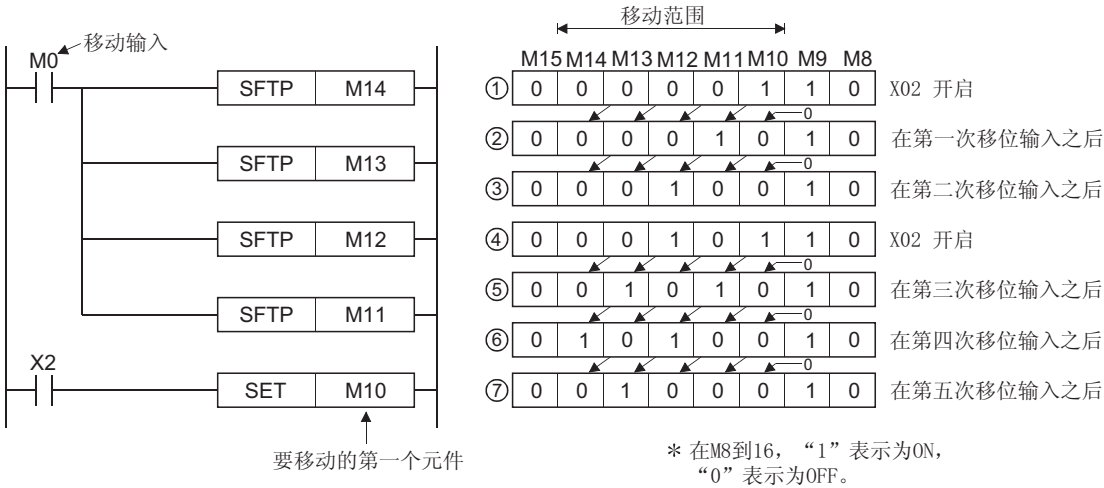 移动输入
M0
SFTP M14
SFTP M13
SFTP M12
SFTP M11
X2
SET M10
要移动的第一个元件
移动范围
M15 M14 M13 M12 M11 M10 M9 M8
① 0 0 0 0 0 1 1 0 X02 开启
0
② 0 0 0 0 1 0 1 0 在第一次移位输入之后
0
③ 0 0 0 1 0 0 1 0 在第二次移位输入之后
④ 0 0 0 1 0 1 1 0 X02 开启
0
⑤ 0 0 1 0 1 0 1 0 在第三次移位输入之后
0
⑥ 0 1 0 1 0 0 1 0 在第四次移位输入之后
0
⑦ 0 0 1 0 0 0 1 0 在第五次移位输入之后
＊ 在M8到16，“1”表示为ON，
“0”表示为OFF。